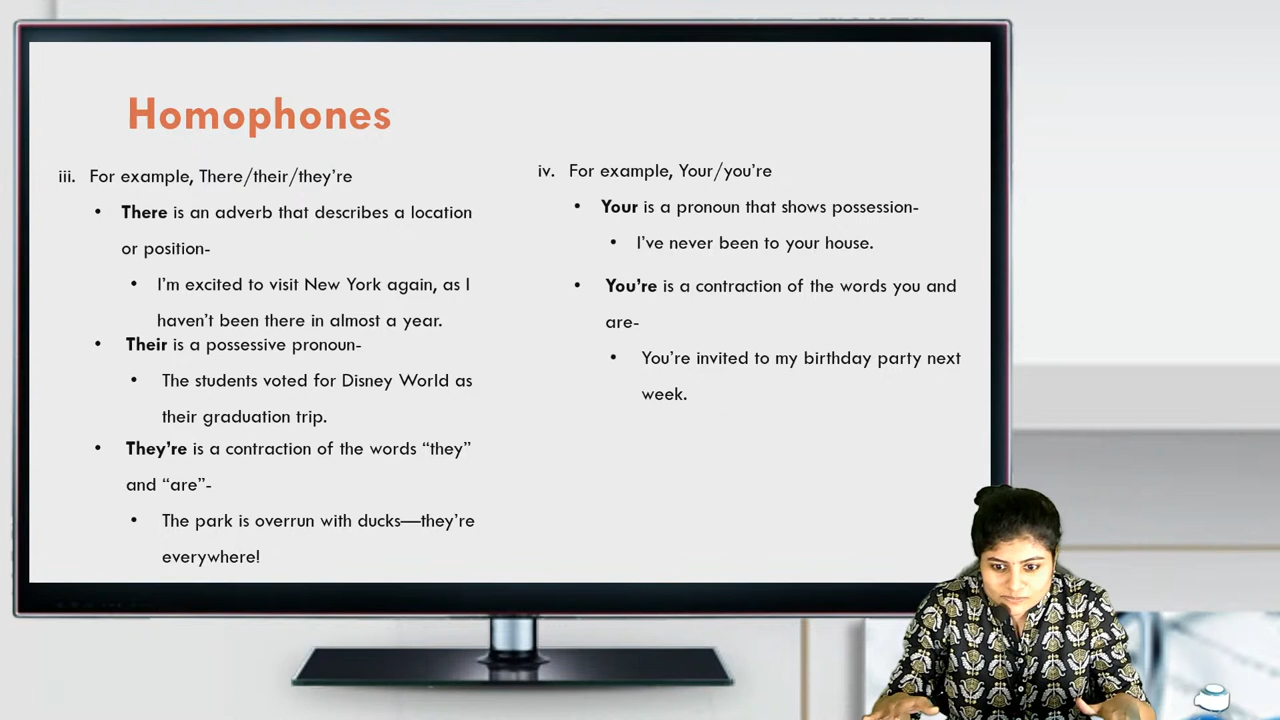 Homophones
iii. For example, There/their/they’re
• There is an adverb that describes a location
or position-
• I’m excited to visit New York again, as I
haven’t been there in almost a year.
• Their is a possessive pronoun-
• The students voted for Disney World as
their graduation trip.
• They’re is a contraction of the words “they”
and “are”-
• The park is overrun with ducks—they’re
everywhere!
iv. For example, Your/you’re
• Your is a pronoun that shows possession-
• I’ve never been to your house.
• You’re is a contraction of the words you and
are-
• You’re invited to my birthday party next
week.